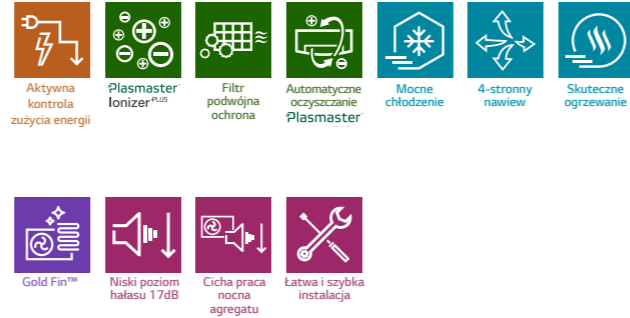 Aktywna
kontrola
zużycia energii
Plasmaster
Ionizer PLUS
Filtr
podwójna
ochrona
Automatyczne
oczyszczanie
Plasmaster
Mocne
chłodzenie
4-stronny
nawiew
Skuteczne
ogrzewanie
Gold Fin™
Niski poziom
hałasu 17dB
Cicha praca
nocna
agregatu
Łatwa i szybka
instalacja